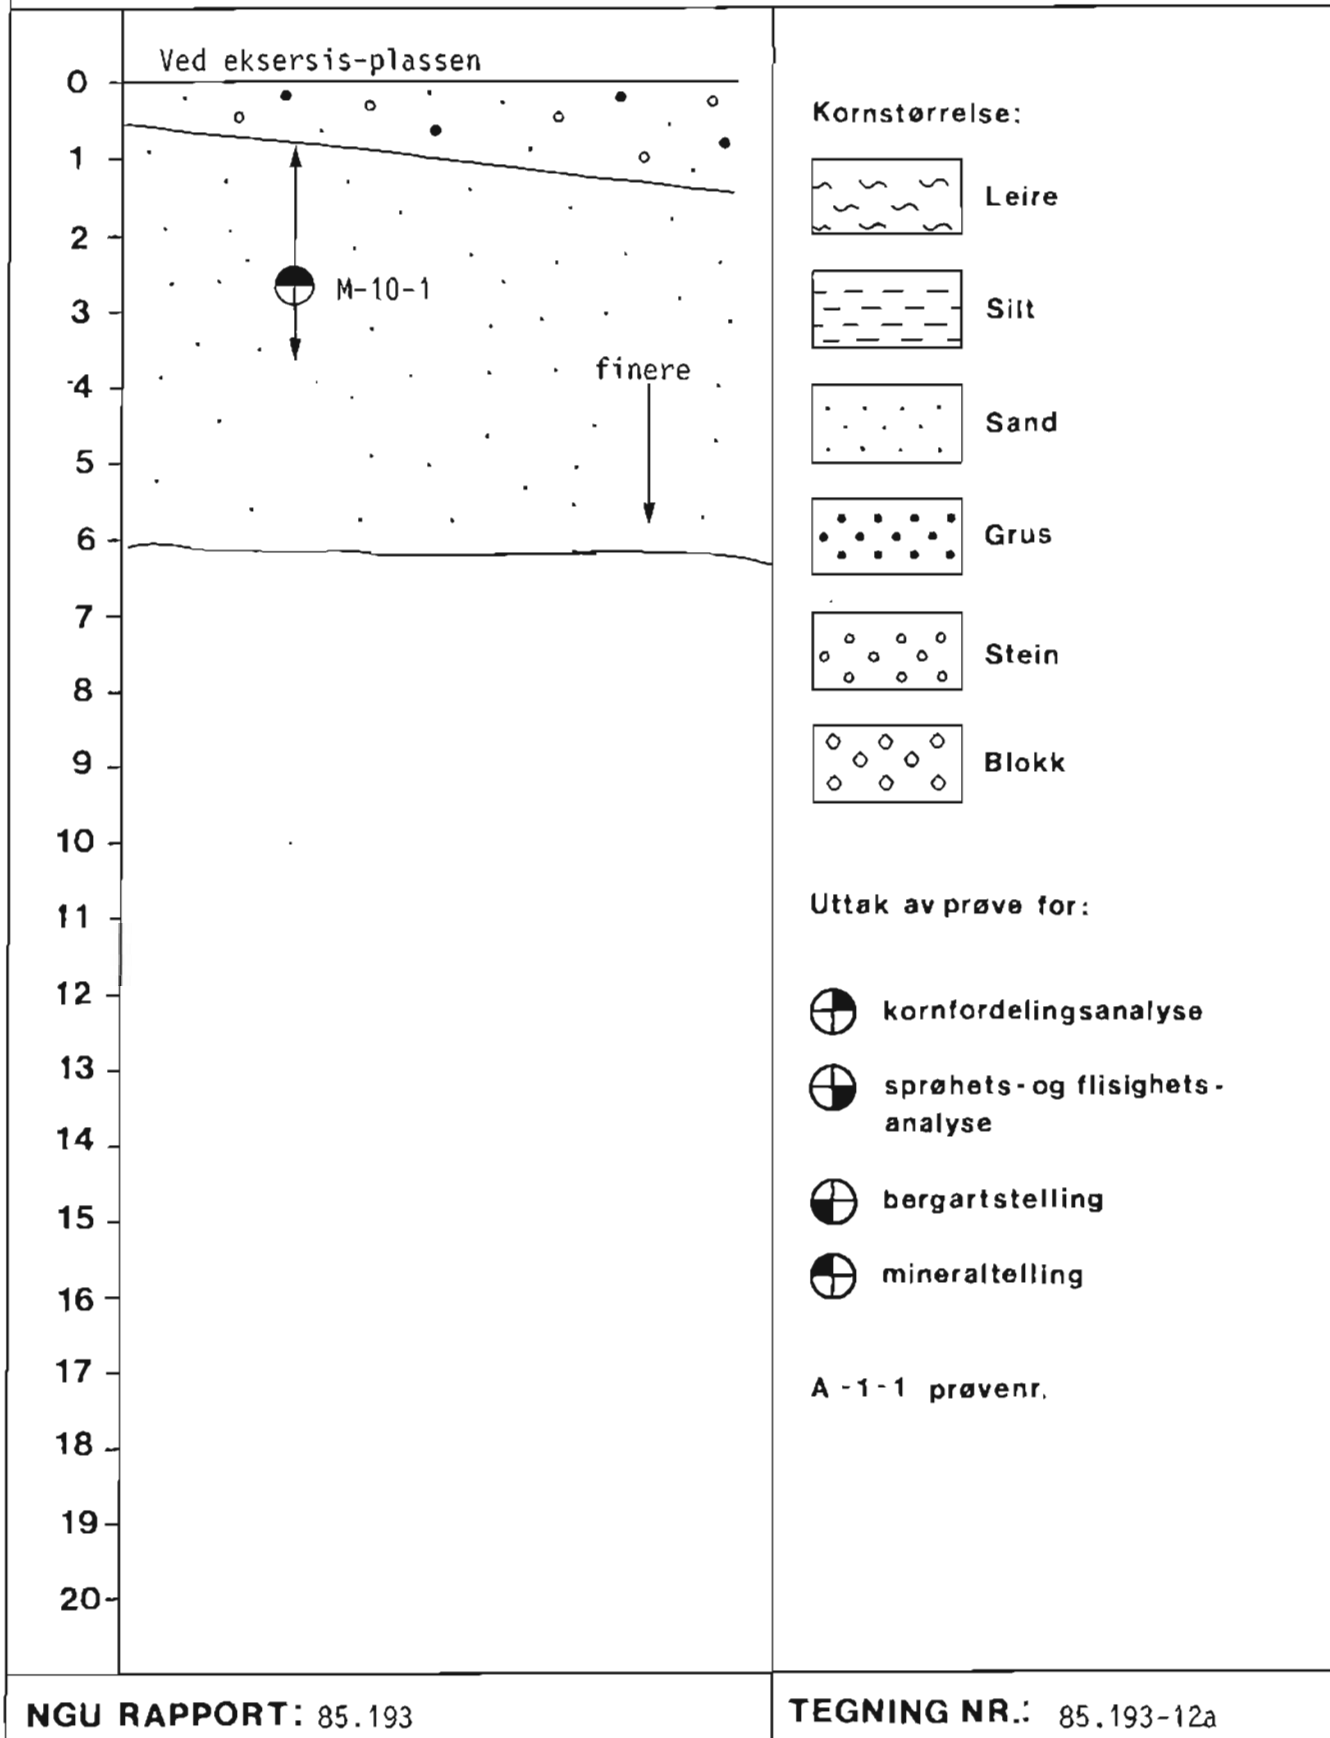 Ved eksersis-plassen
0
1
2
3
4
5
6
7
8
9
10
11
12
13
14
15
16
17
18
19
20
M-10-1
finere
Kornstørrelse:
Leire
Silt
Sand
Grus
Stein
Blokk
Uttak av prøve for:
kornfordelingsanalyse
sprøhets- og flisighets-
analyse
bergartstelling
mineraltelling
A -1-1 prøvenr.
NGU RAPPORT: 85.193
TEGNING NR.: 85.193-12a